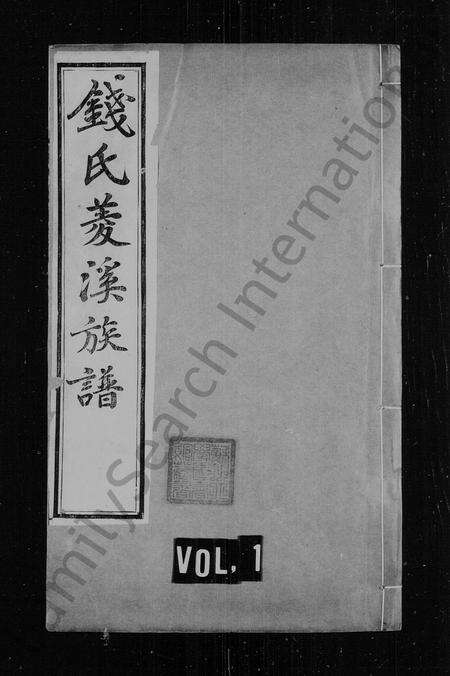 錢氏菱溪族譜
VOL. 1
FamilySearch International